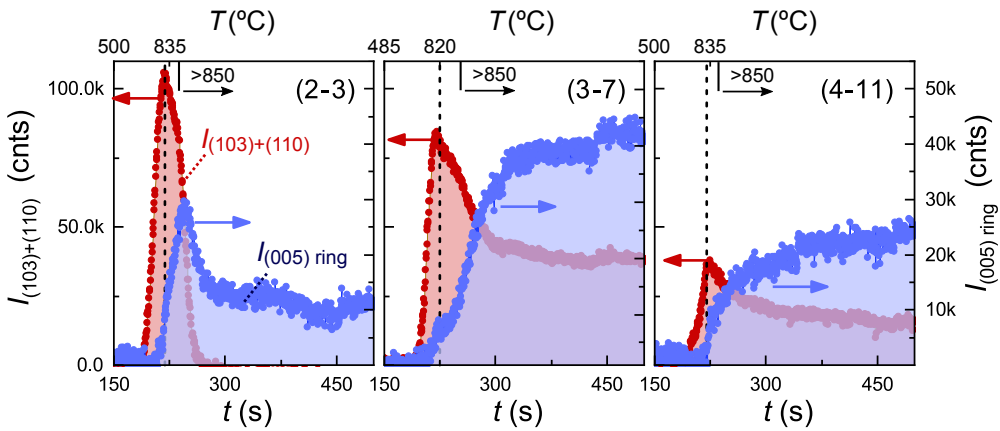 T (ºC) T (ºC) T (ºC)
500 835 485 820 500 835
>850 >850 >850
(2-3) (3-7) (4-11)
I(103)+(110) (cnts)
100.0k
50.0k
0.0
I(103)+(110)
I(005) ring
50k
40k
30k
20k
10k
0
I(005) ring (cnts)
150 300 450 150 300 450 150 300 450
t (s) t (s) t (s)